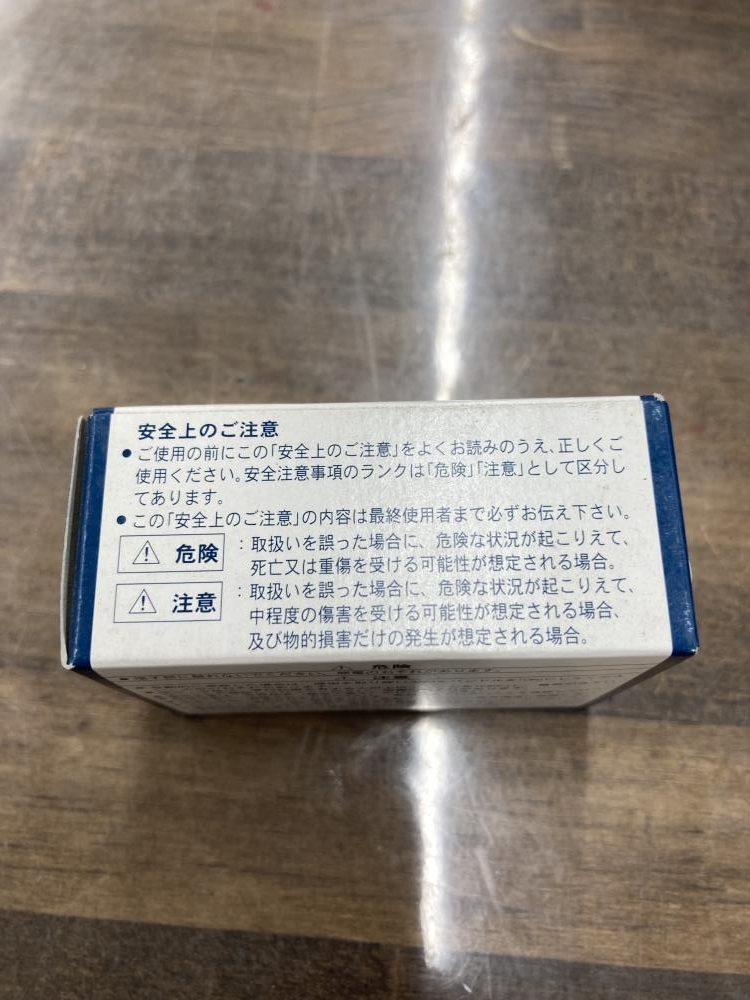 安全上のご注意
●ご使用の前にこの「安全上のご注意」をよくお読みのうえ、正しくご
使用ください。安全注意事項のランクは「危険」「注意」として区分し
てあります。
●この「安全上のご注意」の内容は最終使用者まで必ずお伝え下さい。
⚠ 危険 : 取扱いを誤った場合に、危険な状況が起こりえて、
死亡又は重傷を受ける可能性が想定される場合。
⚠ 注意 : 取扱いを誤った場合に、危険な状況が起こりえて、
中程度の傷害を受ける可能性が想定される場合、
及び物的損害だけの発生が想定される場合。
⚠ 危険
⚠ 注意